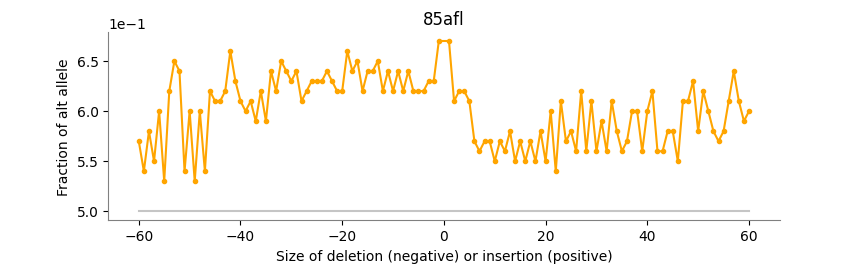 85afl
1e−1
6.5
6.0
5.5
5.0
Fraction of alt allele
−60 −40 −20 0 20 40 60
Size of deletion (negative) or insertion (positive)